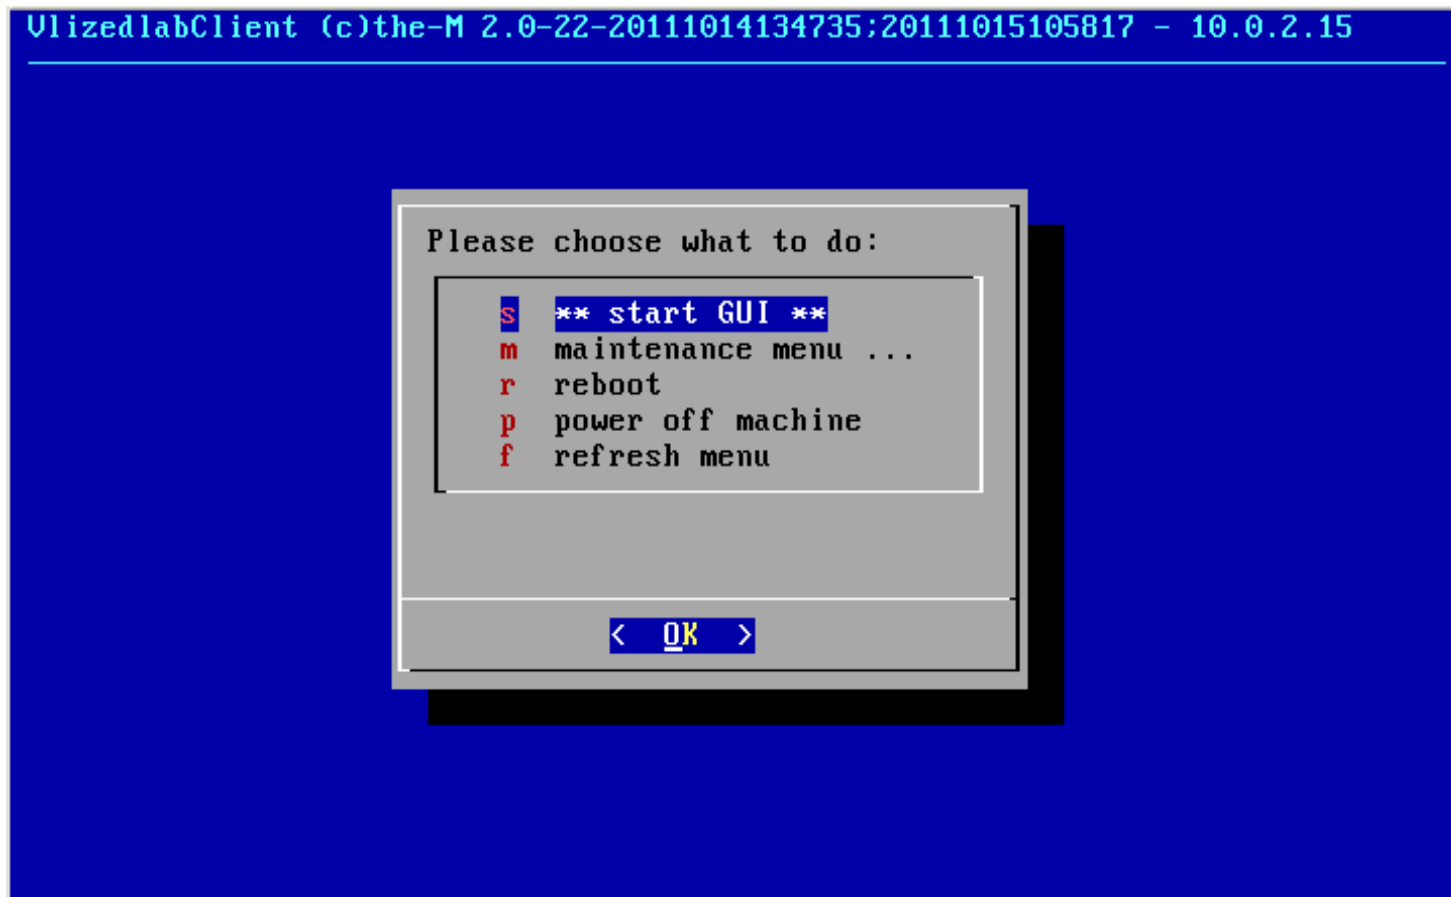 VlizedlabClient (c)the-M 2.0-22-20111014134735;20111015105817 - 10.0.2.15
Please choose what to do:
s ** start GUI **
m maintenance menu ...
r reboot
p power off machine
f refresh menu
< OK >